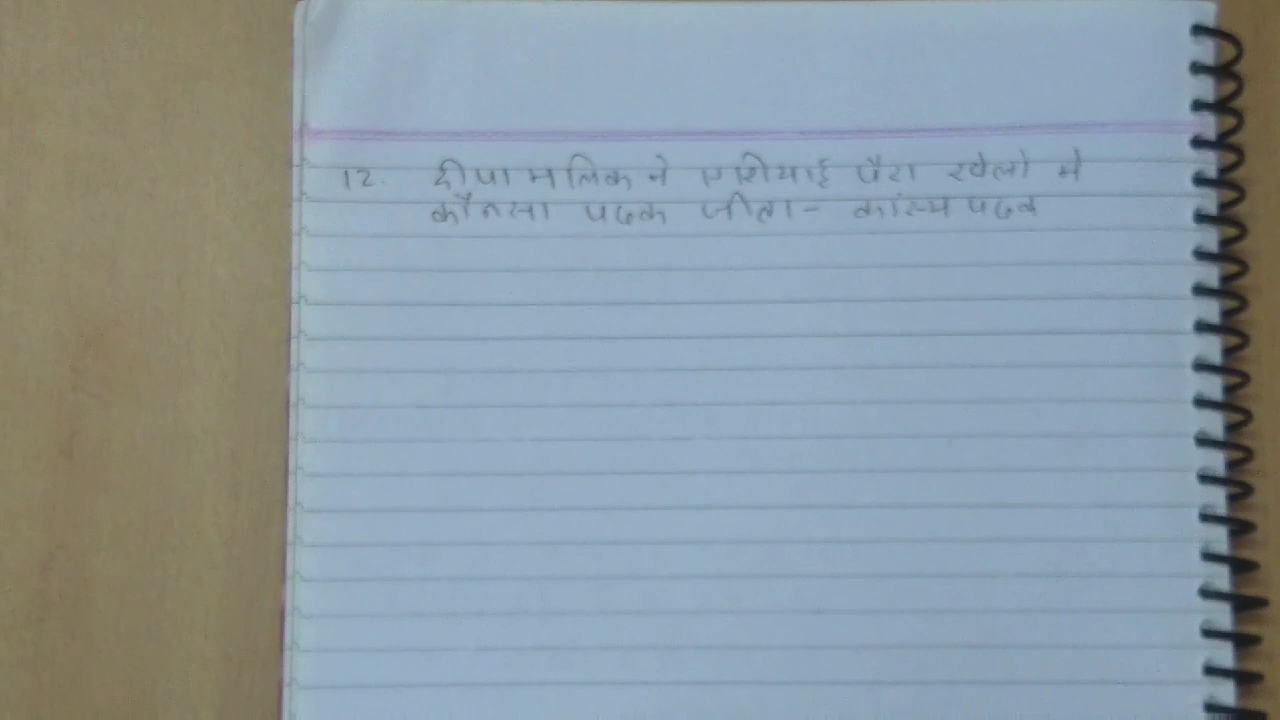 12. दीपा मलिक ने एशियाई पैरा खेलो मे
कौनसा पदक जीता - कांस्य पदक